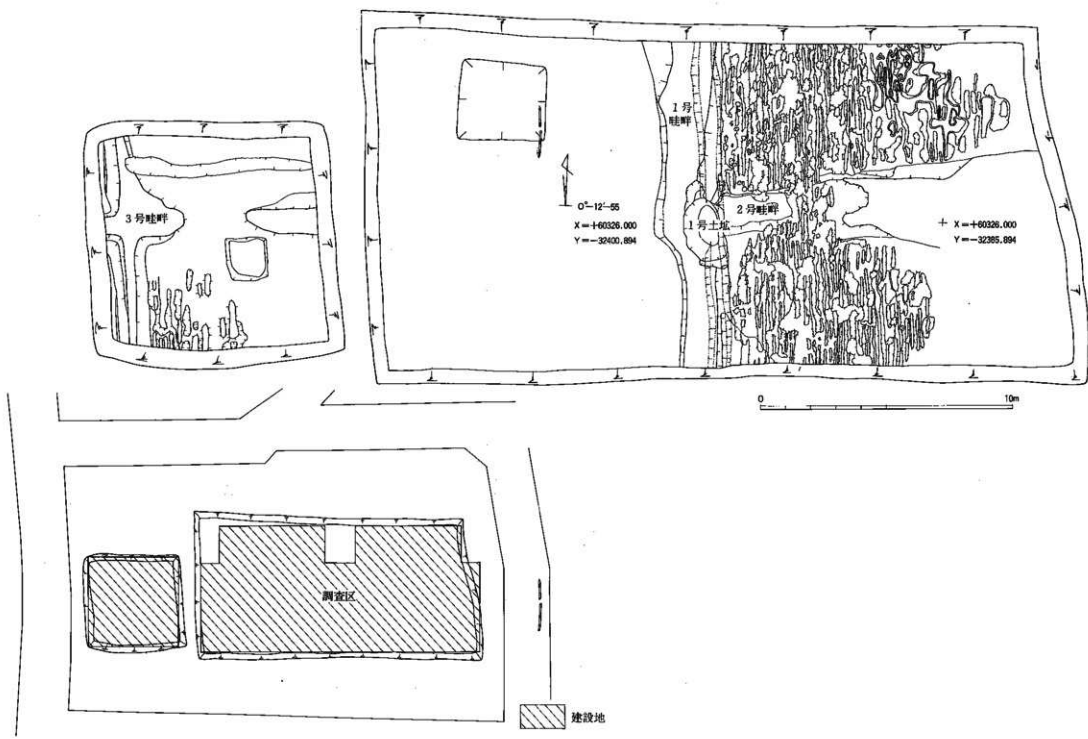 1号
畦畔
3号畦畔
2号畦畔
1号土坑
0°-12′-55
X=+60326.000
Y=-32400.894
X=+60326.000
Y=-32385.894
0
10m
調査区
建設地